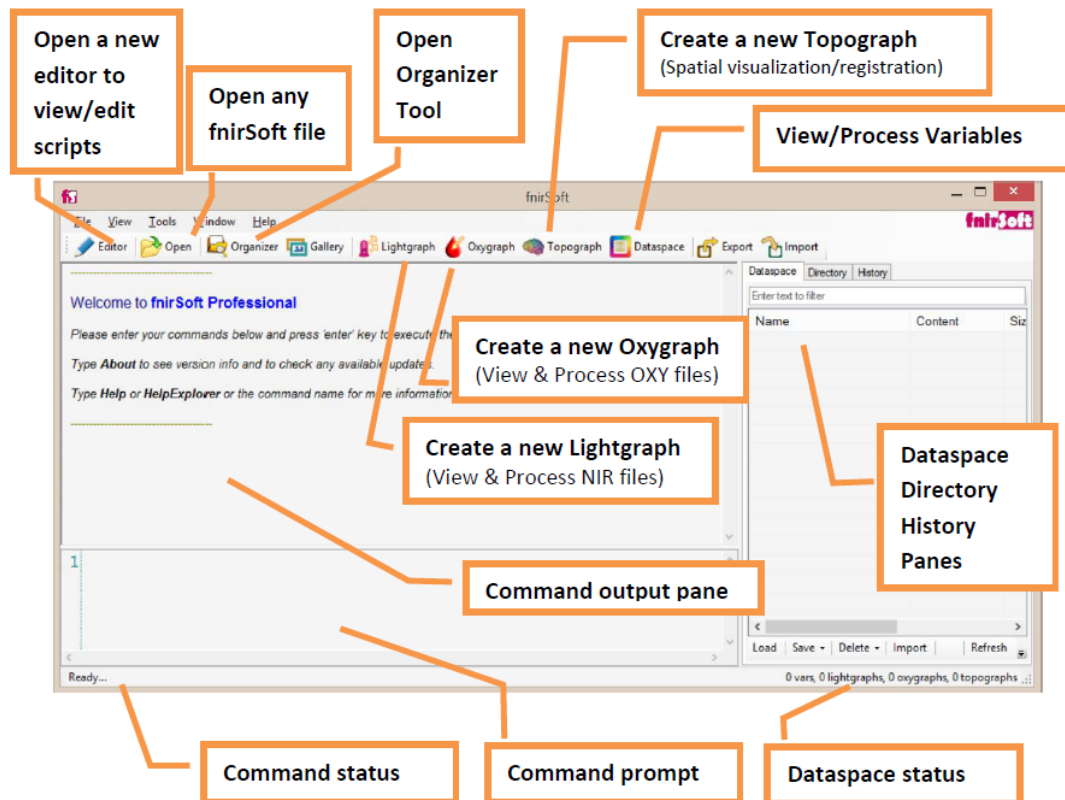 Open a new
editor to
view/edit
scripts
Open any
fnirSoft file
Open
Organizer
Tool
Create a new Topograph
(Spatial visualization/registration)
View/Process Variables
fnirSoft
File View Tools Window Help
fnirSoft
Editor Open Organizer Gallery Lightgraph Oxygraph Topograph Dataspace Export Import
Welcome to fnirSoft Professional
Please enter your commands below and press 'enter' key to execute the
Type About to see version info and to check any available updates.
Type Help or HelpExplorer or the command name for more information
Dataspace Directory History
Enter text to filter
Name Content Siz
Create a new Oxygraph
(View & Process OXY files)
Create a new Lightgraph
(View & Process NIR files)
Dataspace
Directory
History
Panes
1
Command output pane
Load Save Delete Import Refresh
Ready...
0 vars, 0 lightgraphs, 0 oxygraphs, 0 topographs
Command status
Command prompt
Dataspace status